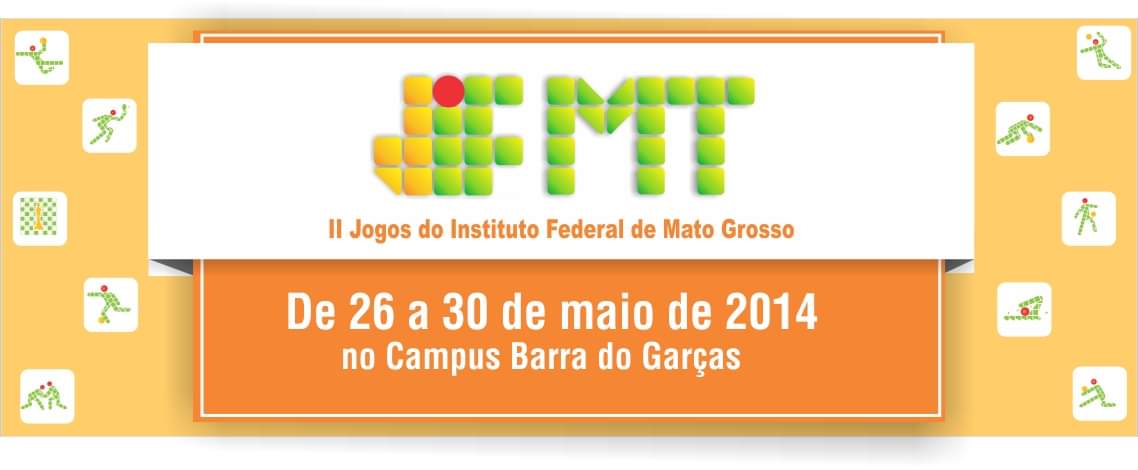 JIFMT
II Jogos do Instituto Federal de Mato Grosso
De 26 a 30 de maio de 2014
no Campus Barra do Garças